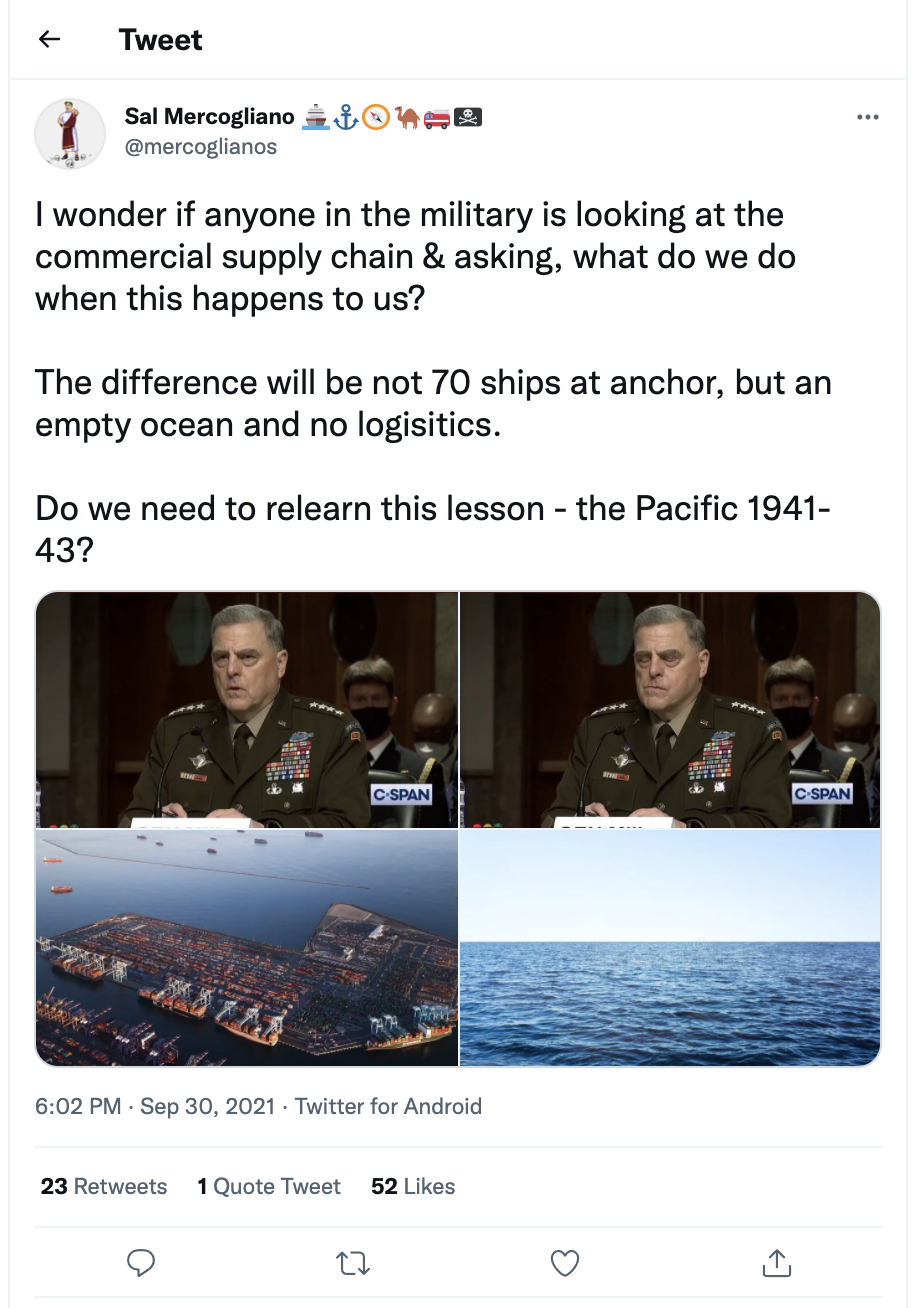 Tweet
Sal Mercogliano 🚢⚓🧭🐪🚒🏴‍☠️
@mercoglianos
I wonder if anyone in the military is looking at the
commercial supply chain & asking, what do we do
when this happens to us?
The difference will be not 70 ships at anchor, but an
empty ocean and no logisitics.
Do we need to relearn this lesson - the Pacific 1941-
43?
C-SPAN
C-SPAN
6:02 PM · Sep 30, 2021 · Twitter for Android
23 Retweets 1 Quote Tweet 52 Likes